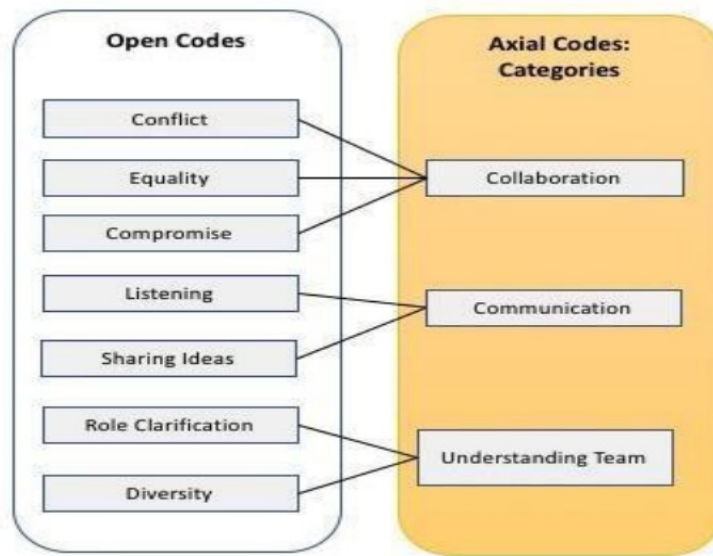 Open Codes
Conflict
Equality
Compromise
Listening
Sharing Ideas
Role Clarification
Diversity
Axial Codes:
Categories
Collaboration
Communication
Understanding Team